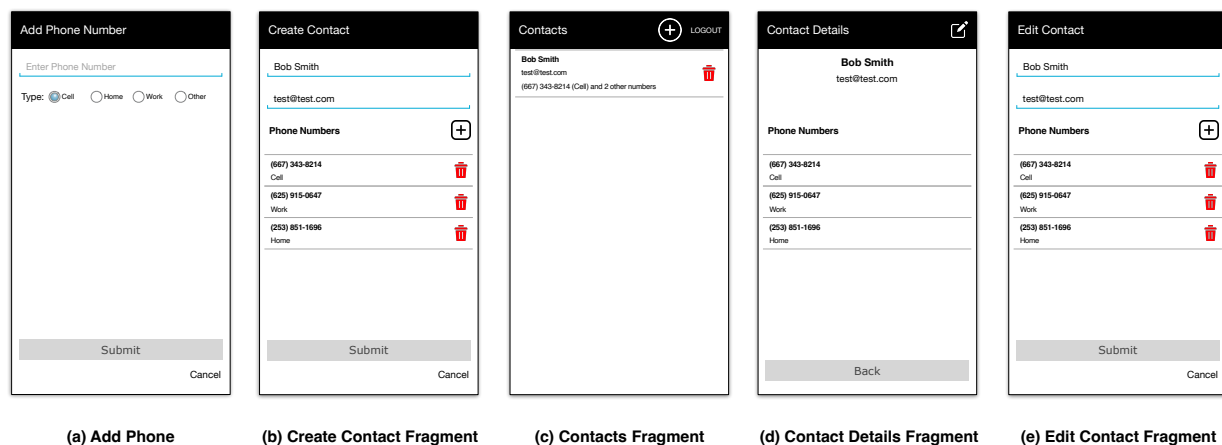 Add Phone Number
Enter Phone Number
Type: Cell Home Work Other
Submit
Cancel
(a) Add Phone
Create Contact
Bob Smith
test@test.com
Phone Numbers
(667) 343-8214
Cell
(625) 915-0647
Work
(253) 851-1696
Home
Submit
Cancel
(b) Create Contact Fragment
Contacts LOGOUT
Bob Smith
test@test.com
(667) 343-8214 (Cell) and 2 other numbers
(c) Contacts Fragment
Contact Details
Bob Smith
test@test.com
Phone Numbers
(667) 343-8214
Cell
(625) 915-0647
Work
(253) 851-1696
Home
Back
(d) Contact Details Fragment
Edit Contact
Bob Smith
test@test.com
Phone Numbers
(667) 343-8214
Cell
(625) 915-0647
Work
(253) 851-1696
Home
Submit
Cancel
(e) Edit Contact Fragment